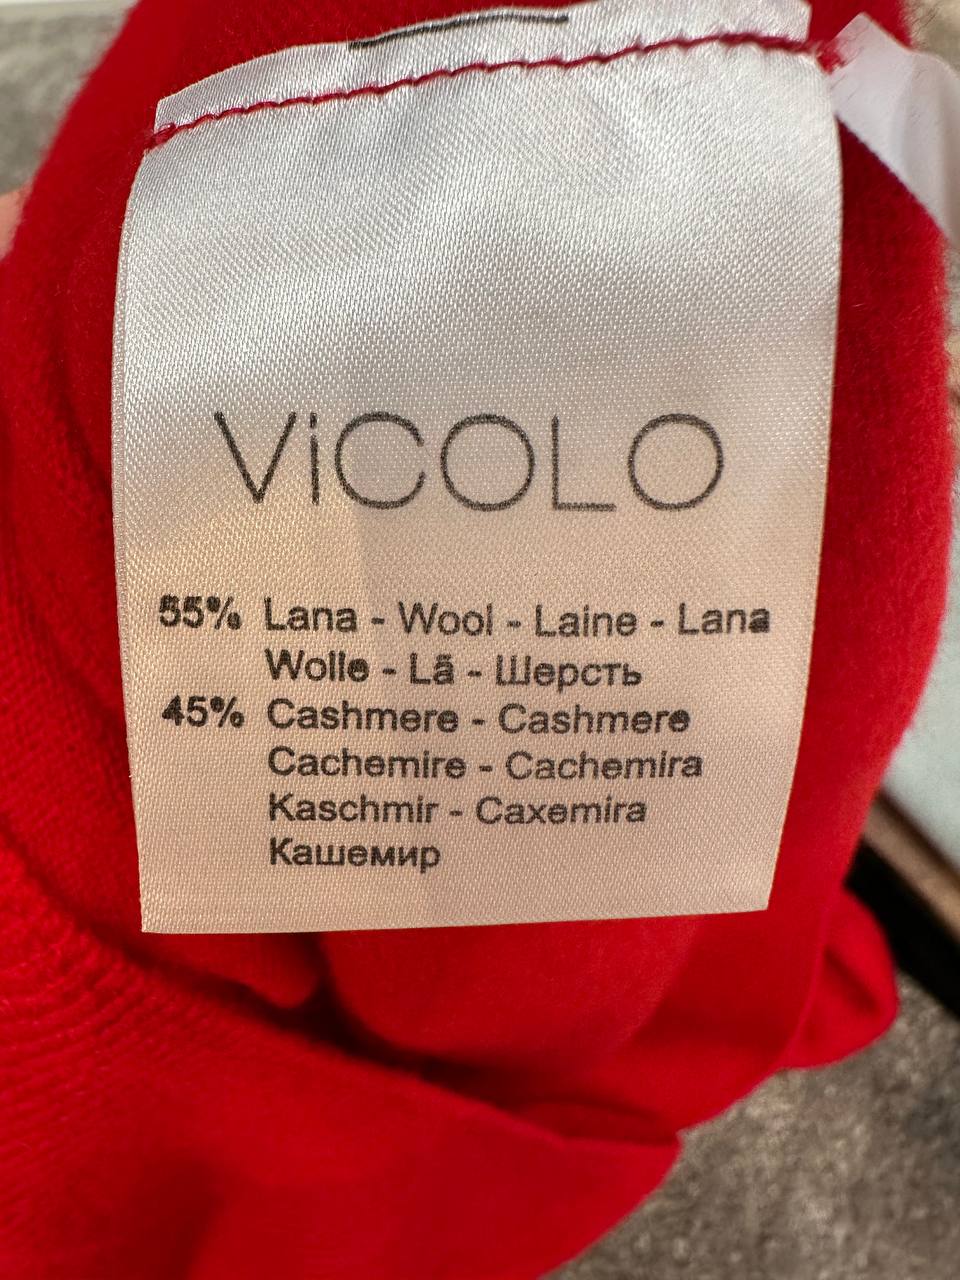 ViCOLO
55% Lana - Wool - Laine - Lana
Wolle - Lã - Шерсть
45% Cashmere - Cashmere
Cachemire - Cachemira
Kaschmir - Caxemira
Кашемир